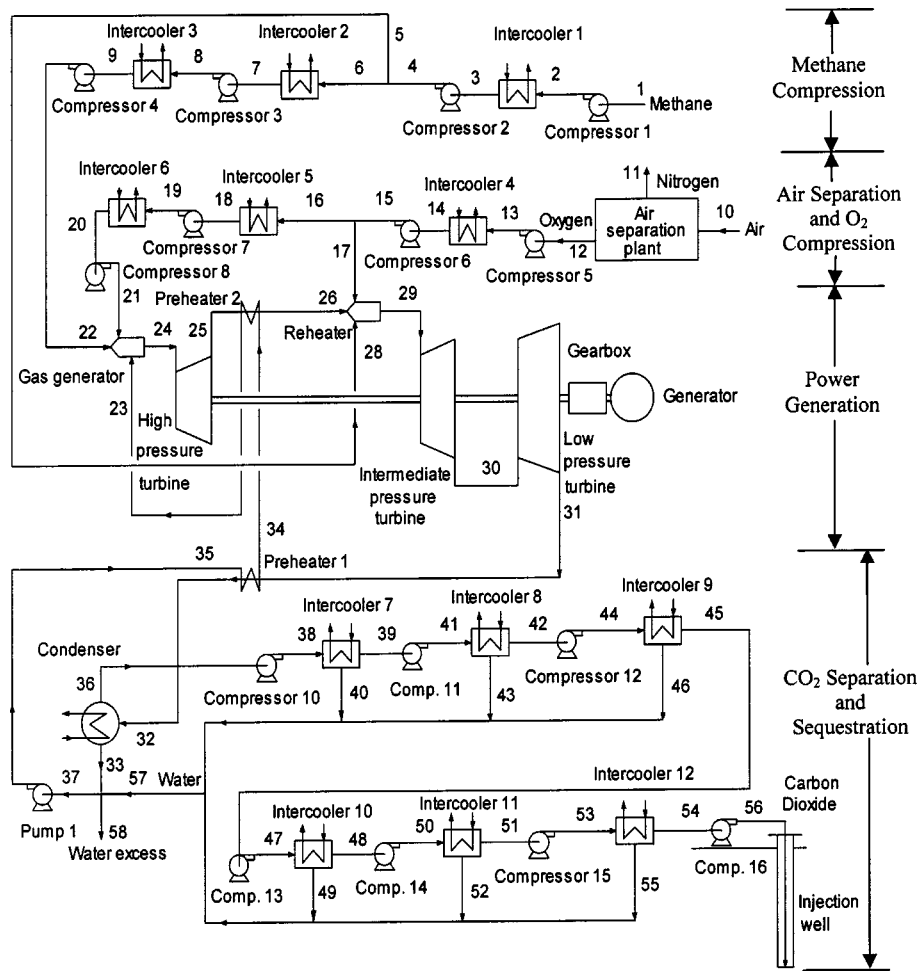 5
Intercooler 3
Intercooler 2
Intercooler 1
9
8
7
6
4
3
2
1
Methane
Compressor 4
Compressor 3
Compressor 2
Compressor 1
Methane
Compression
Intercooler 6
Intercooler 5
Intercooler 4
11
Nitrogen
20
19
18
16
15
14
13
Oxygen
12
Air
separation
plant
10
Air
Compressor 7
Compressor 6
Compressor 5
Compressor 8
17
21
Air Separation
and O₂
Compression
Preheater 2
22
24
25
26
29
Reheater
28
Gas generator
23
High
pressure
turbine
Gearbox
Generator
Intermediate
pressure
turbine
30
Low
pressure
turbine
31
Power
Generation
34
35
Preheater 1
Intercooler 7
Intercooler 8
Intercooler 9
Condenser
38
39
41
42
44
45
36
Compressor 10
Comp. 11
Compressor 12
40
43
46
32
33
37
57
Water
Pump 1
58
Water excess
CO₂ Separation
and
Sequestration
Intercooler 10
Intercooler 11
Intercooler 12
Carbon
Dioxide
47
48
50
51
53
54
56
Comp. 13
Comp. 14
Compressor 15
Comp. 16
49
52
55
Injection
well